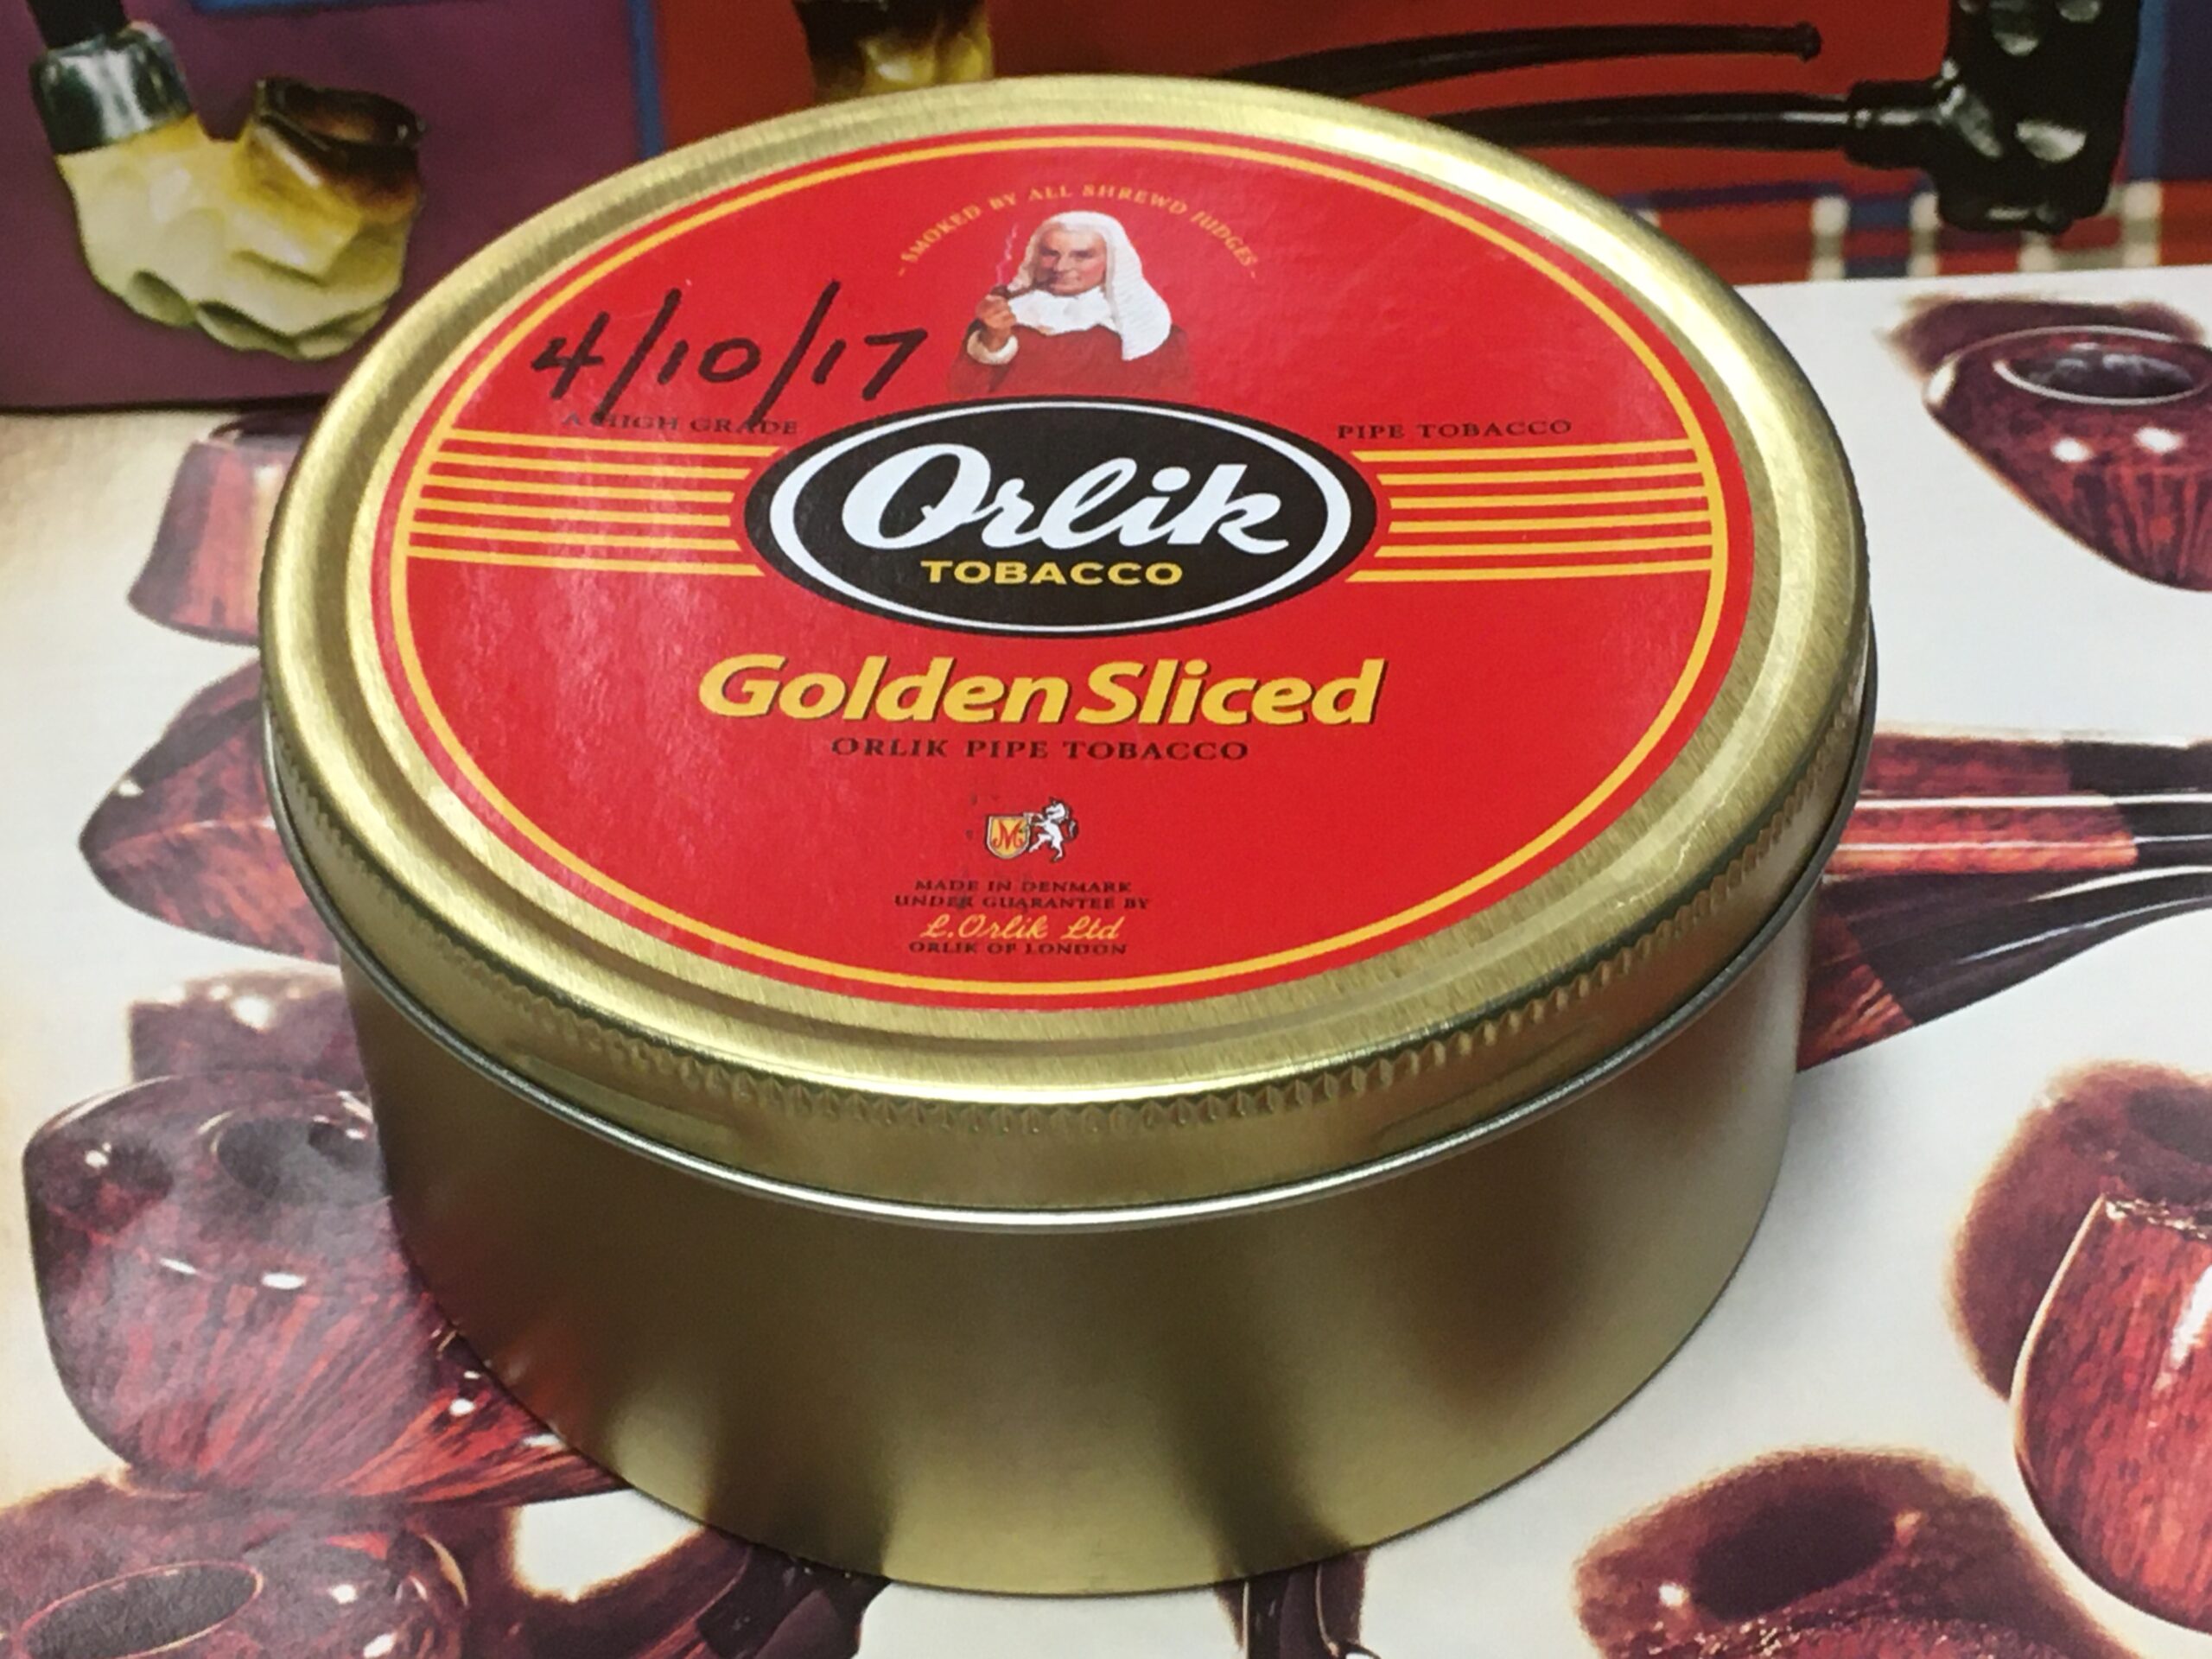 - SMOKED BY ALL SHREWD JUDGES -
4/10/17
A HIGH GRADE
PIPE TOBACCO
Orlik
TOBACCO
Golden Sliced
ORLIK PIPE TOBACCO
M
MADE IN DENMARK
UNDER GUARANTEE BY
L.Orlik Ltd
ORLIK OF LONDON